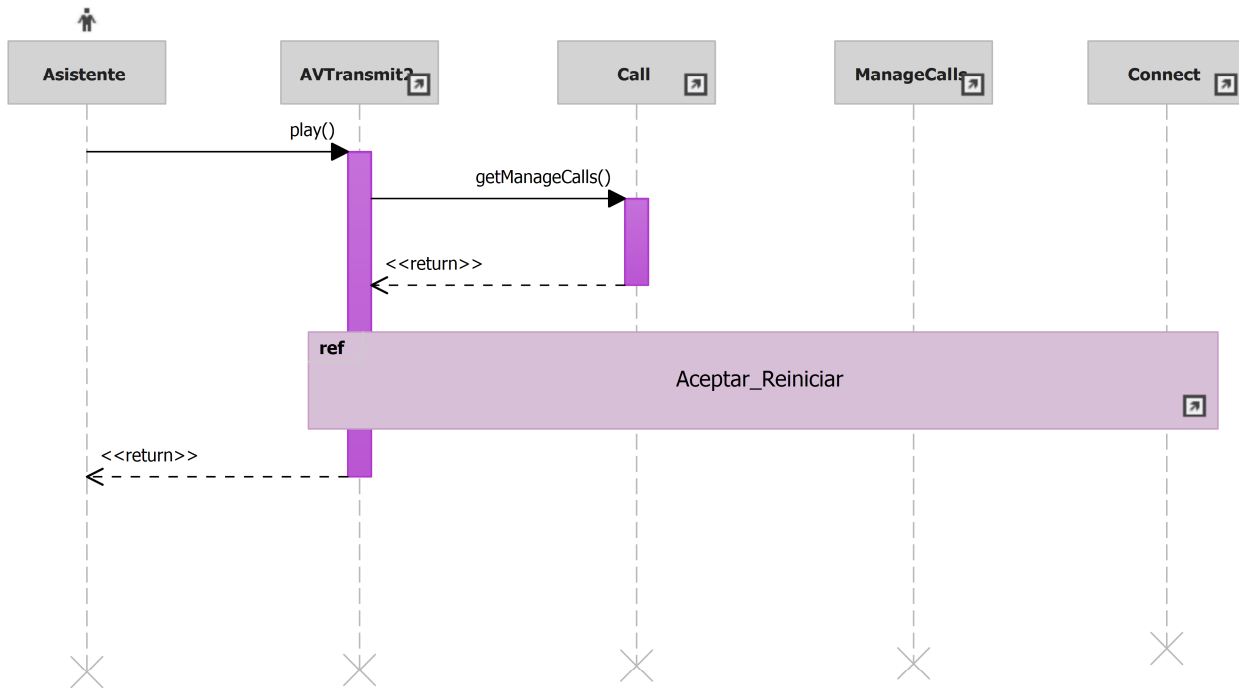 Asistente
AVTransmit2
Call
ManageCalls
Connect
play()
getManageCalls()
<<return>>
ref
Aceptar_Reiniciar
<<return>>